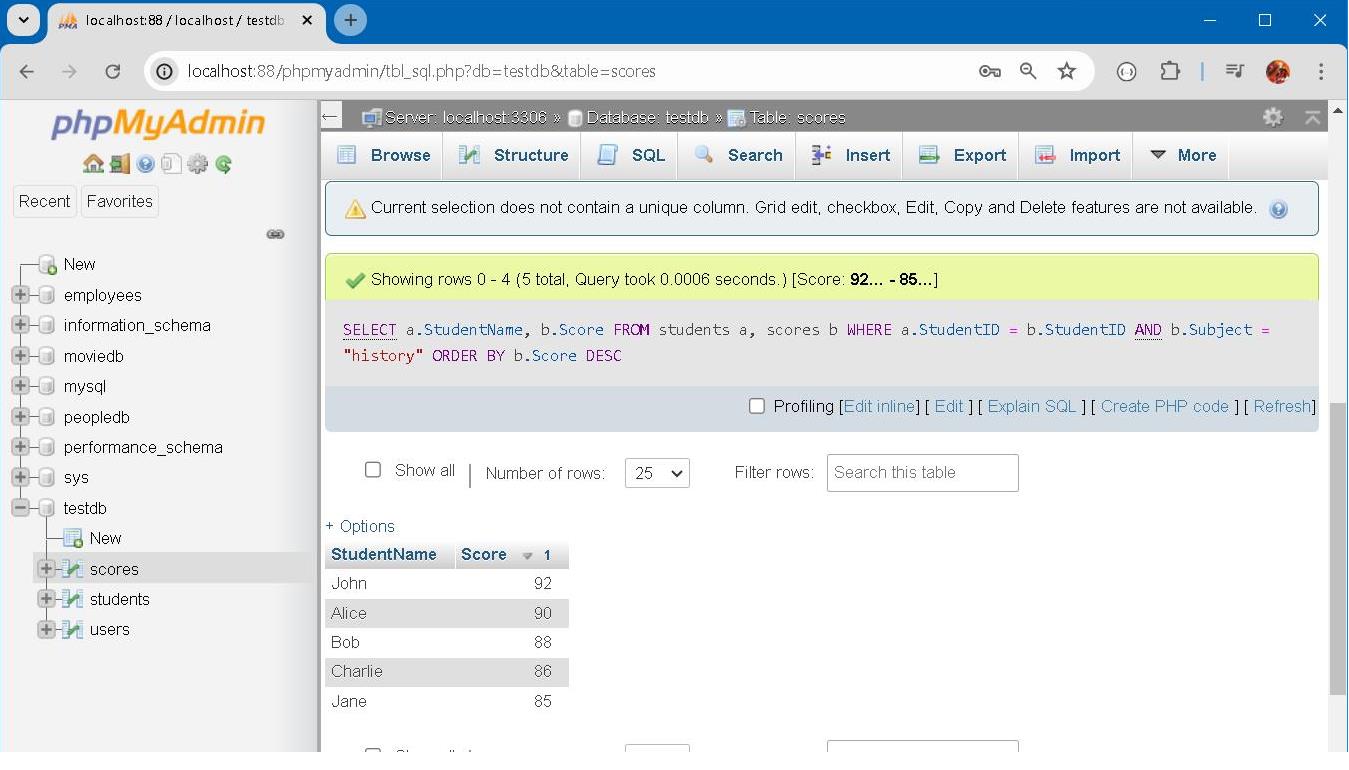 localhost:88 / localhost / testdb
localhost:88/phpmyadmin/tbl_sql.php?db=testdb&table=scores
phpMyAdmin
Recent Favorites
New
employees
information_schema
moviedb
mysql
peopledb
performance_schema
sys
testdb
New
scores
students
users
Server: localhost:3306 » Database: testdb » Table: scores
Browse Structure SQL Search Insert Export Import More
Current selection does not contain a unique column. Grid edit, checkbox, Edit, Copy and Delete features are not available.
Showing rows 0 - 4 (5 total, Query took 0.0006 seconds.) [Score: 92... - 85...]
SELECT a.StudentName, b.Score FROM students a, scores b WHERE a.StudentID = b.StudentID AND b.Subject =
"history" ORDER BY b.Score DESC
Profiling [Edit inline] [ Edit ] [ Explain SQL ] [ Create PHP code ] [ Refresh]
Show all | Number of rows: 25 Filter rows: Search this table
+ Options
StudentName Score 1
John 92
Alice 90
Bob 88
Charlie 86
Jane 85